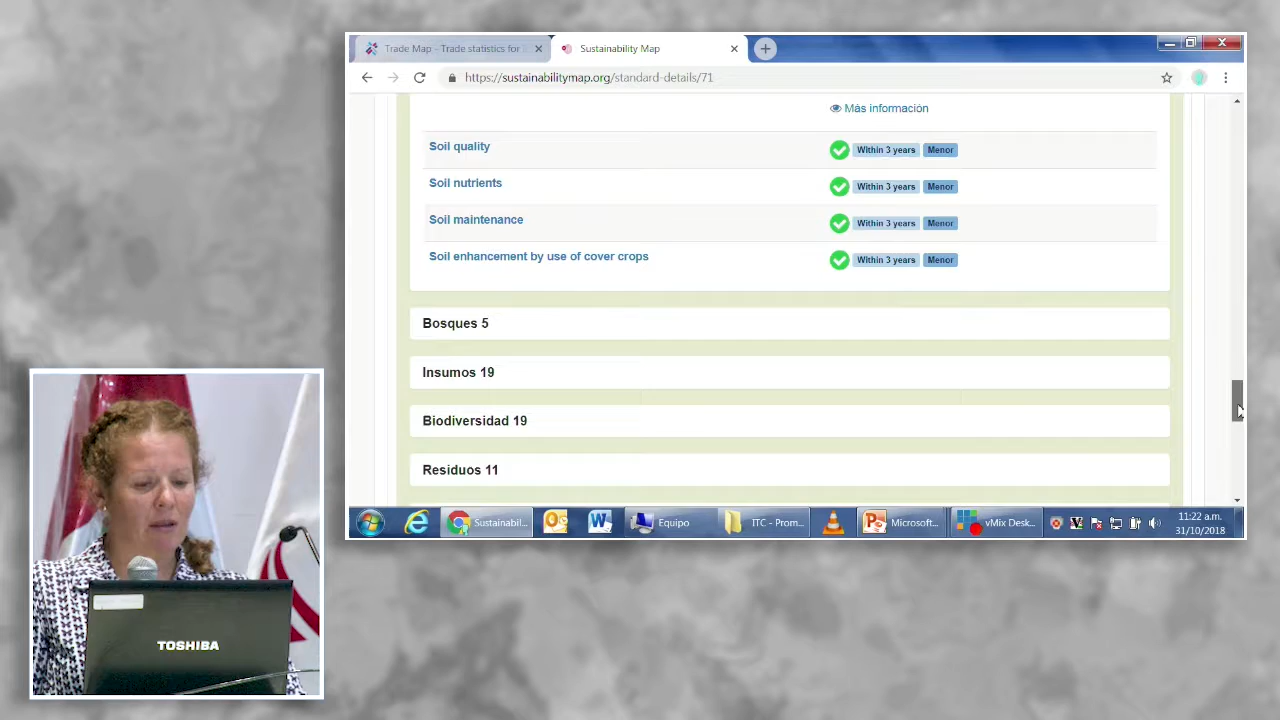 Trade Map - Trade statistics for
Sustainability Map
https://sustainabilitymap.org/standard-details/71
Más información
Soil quality
Within 3 years Menor
Soil nutrients
Within 3 years Menor
Soil maintenance
Within 3 years Menor
Soil enhancement by use of cover crops
Within 3 years Menor
Bosques 5
Insumos 19
Biodiversidad 19
Residuos 11
Sustainabil...
Equipo
ITC - Prom...
Microsoft...
vMix Desk...
11:22 a.m.
31/10/2018
TOSHIBA